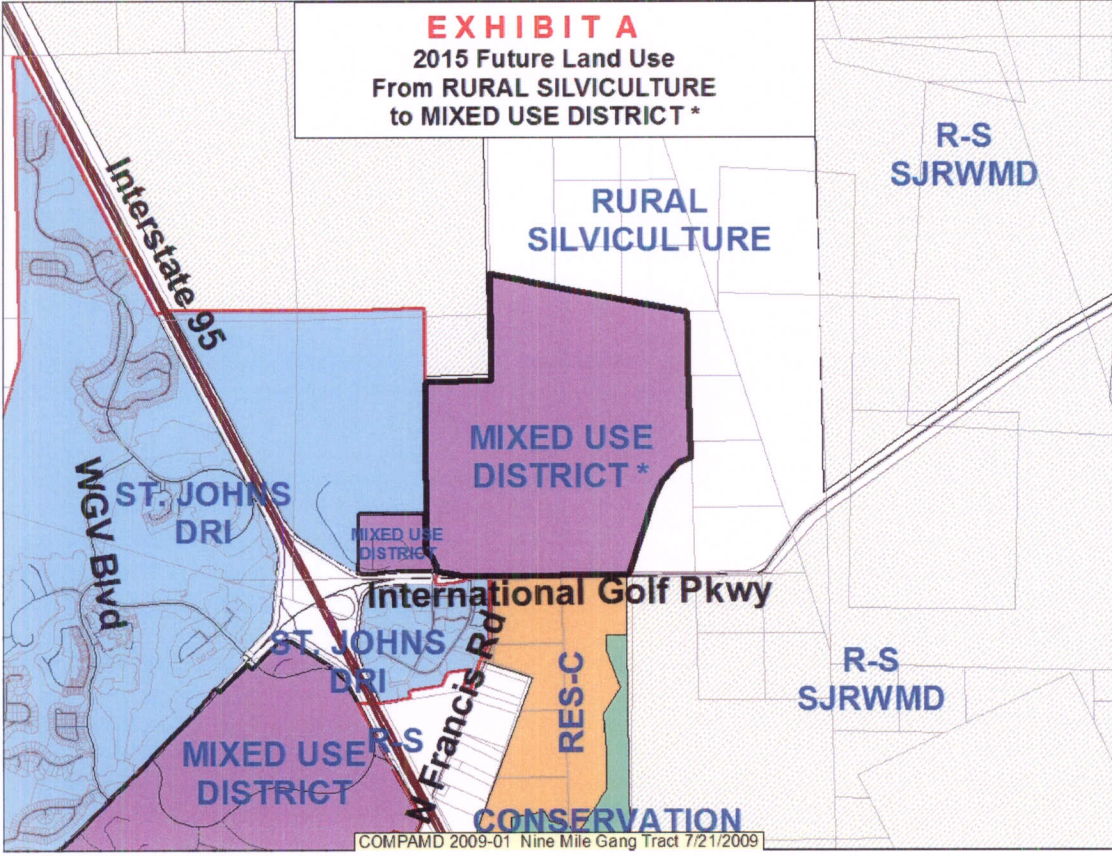 EXHIBIT A
2015 Future Land Use
From RURAL SILVICULTURE
to MIXED USE DISTRICT *
R-S
SJRWMD
RURAL
SILVICULTURE
Interstate 95
MIXED USE
DISTRICT *
WGV Blvd
ST. JOHNS
DRI
MIXED USE
DISTRICT
International Golf Pkwy
ST. JOHNS
DRI
N Francis Rd
R-S
SJRWMD
RES-C
R-S
MIXED USE
DISTRICT
CONSERVATION
COMPAMD 2009-01 Nine Mile Gang Tract 7/21/2009